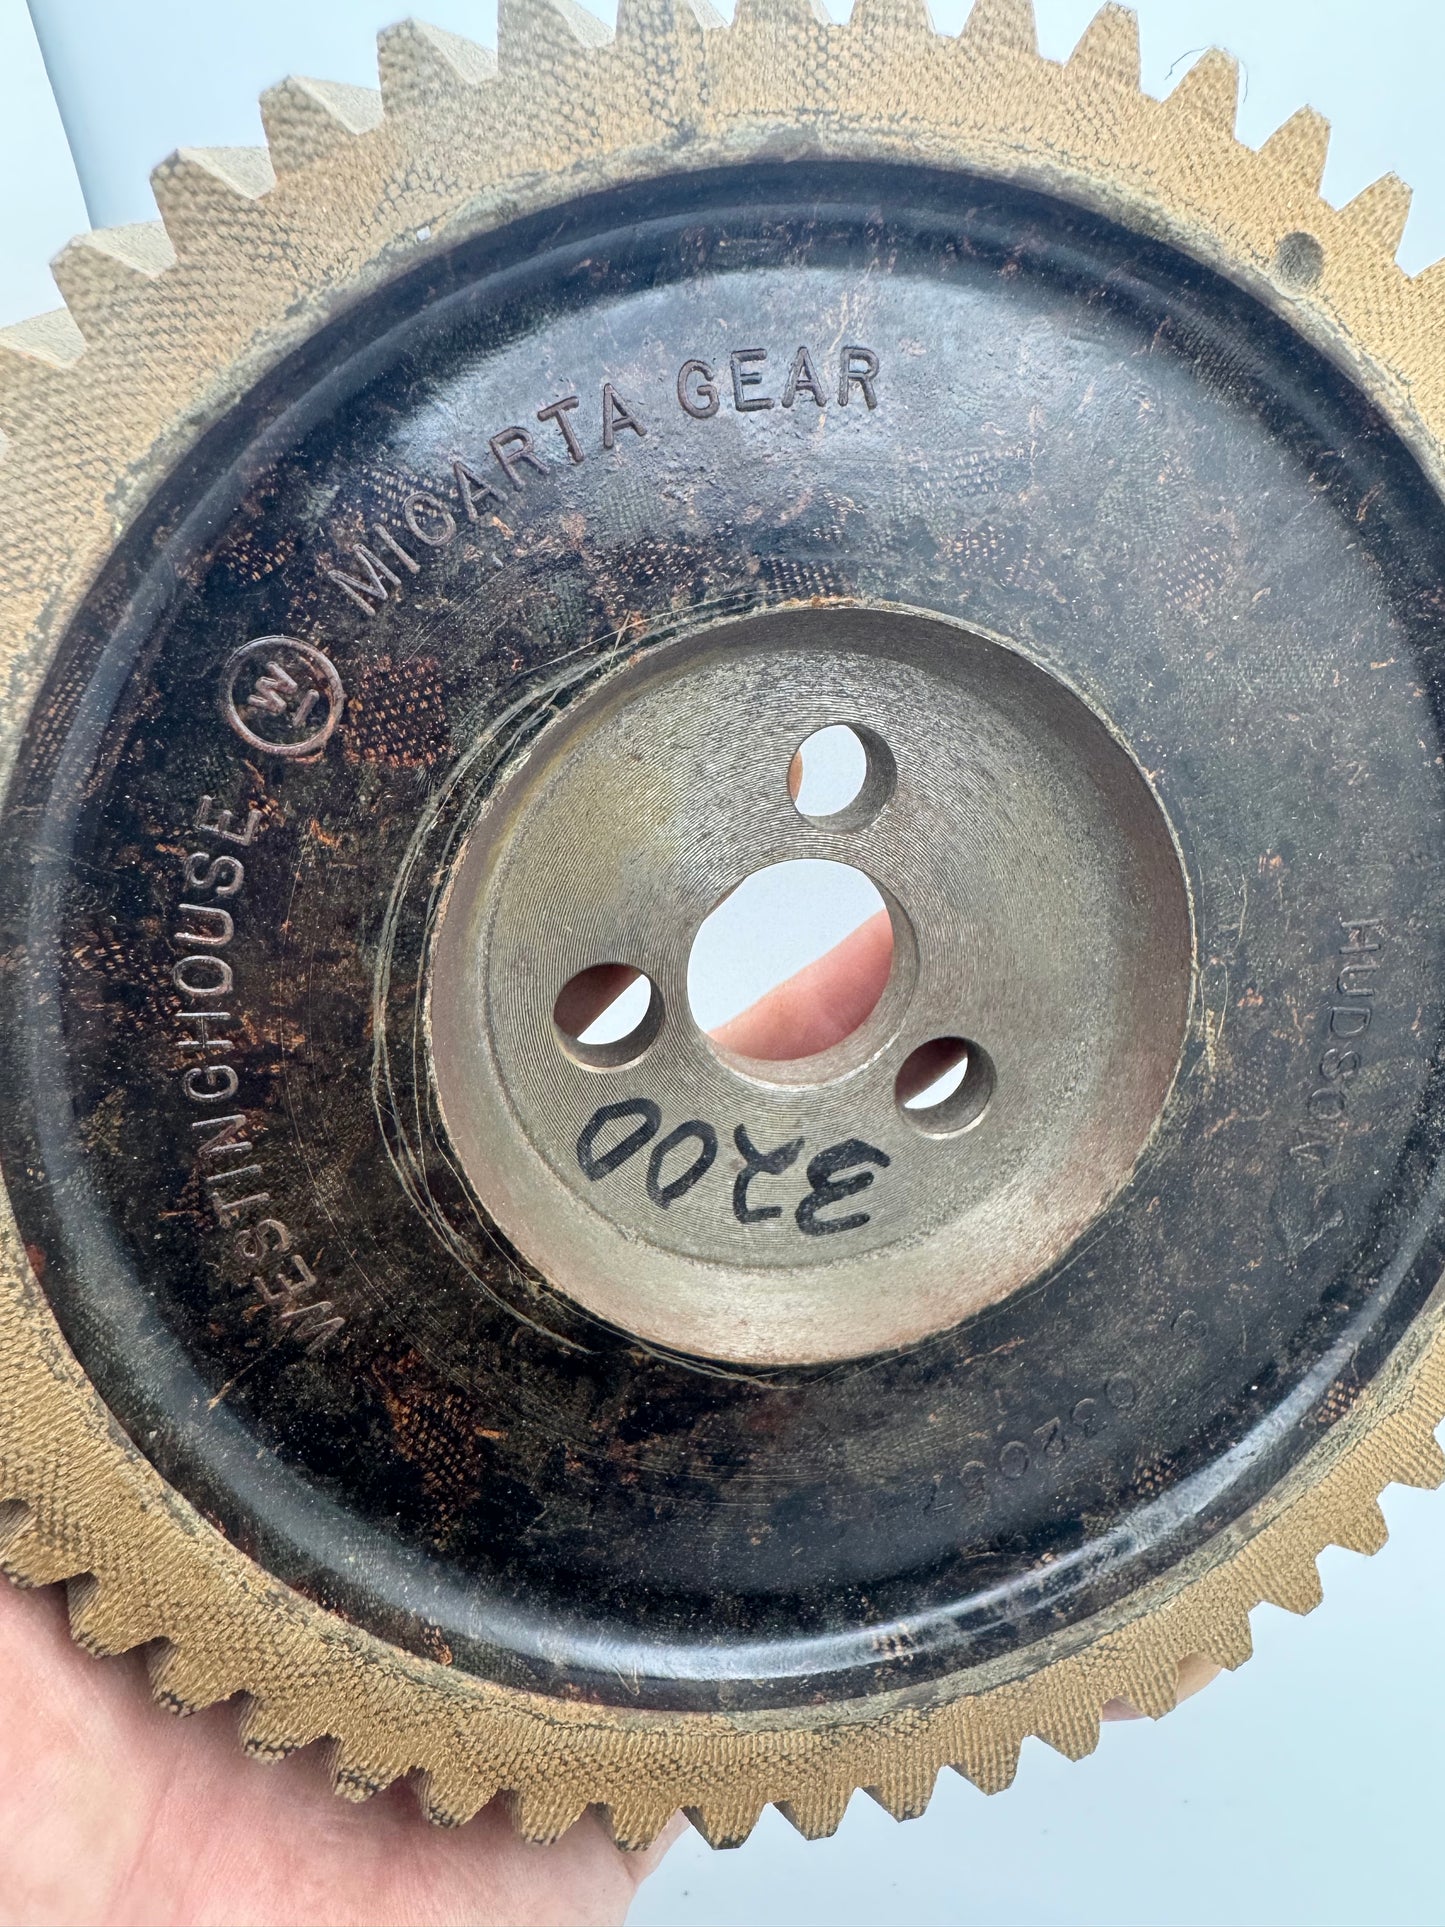 WESTINGHOUSE
W
MICARTA GEAR
HUDSON
3200